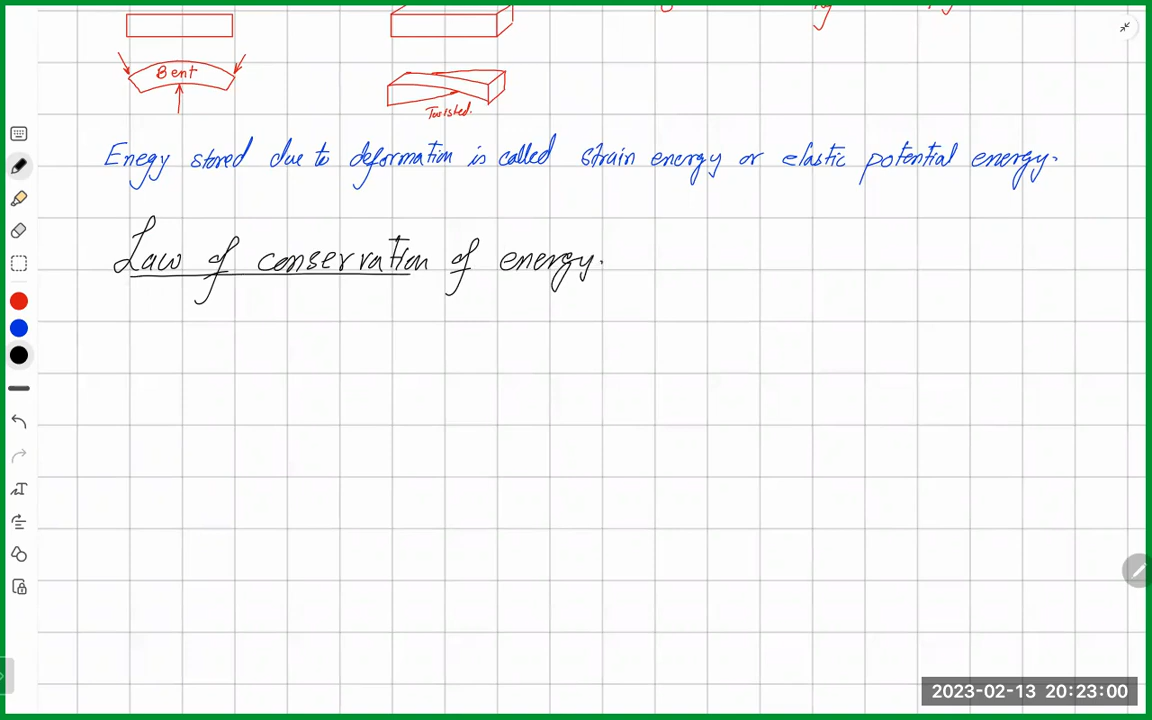 Bent
Twisted.
Enegy stored due to deformation is called strain energy or elastic potential energy.
Law of conservation of energy.
2023-02-13 20:23:00